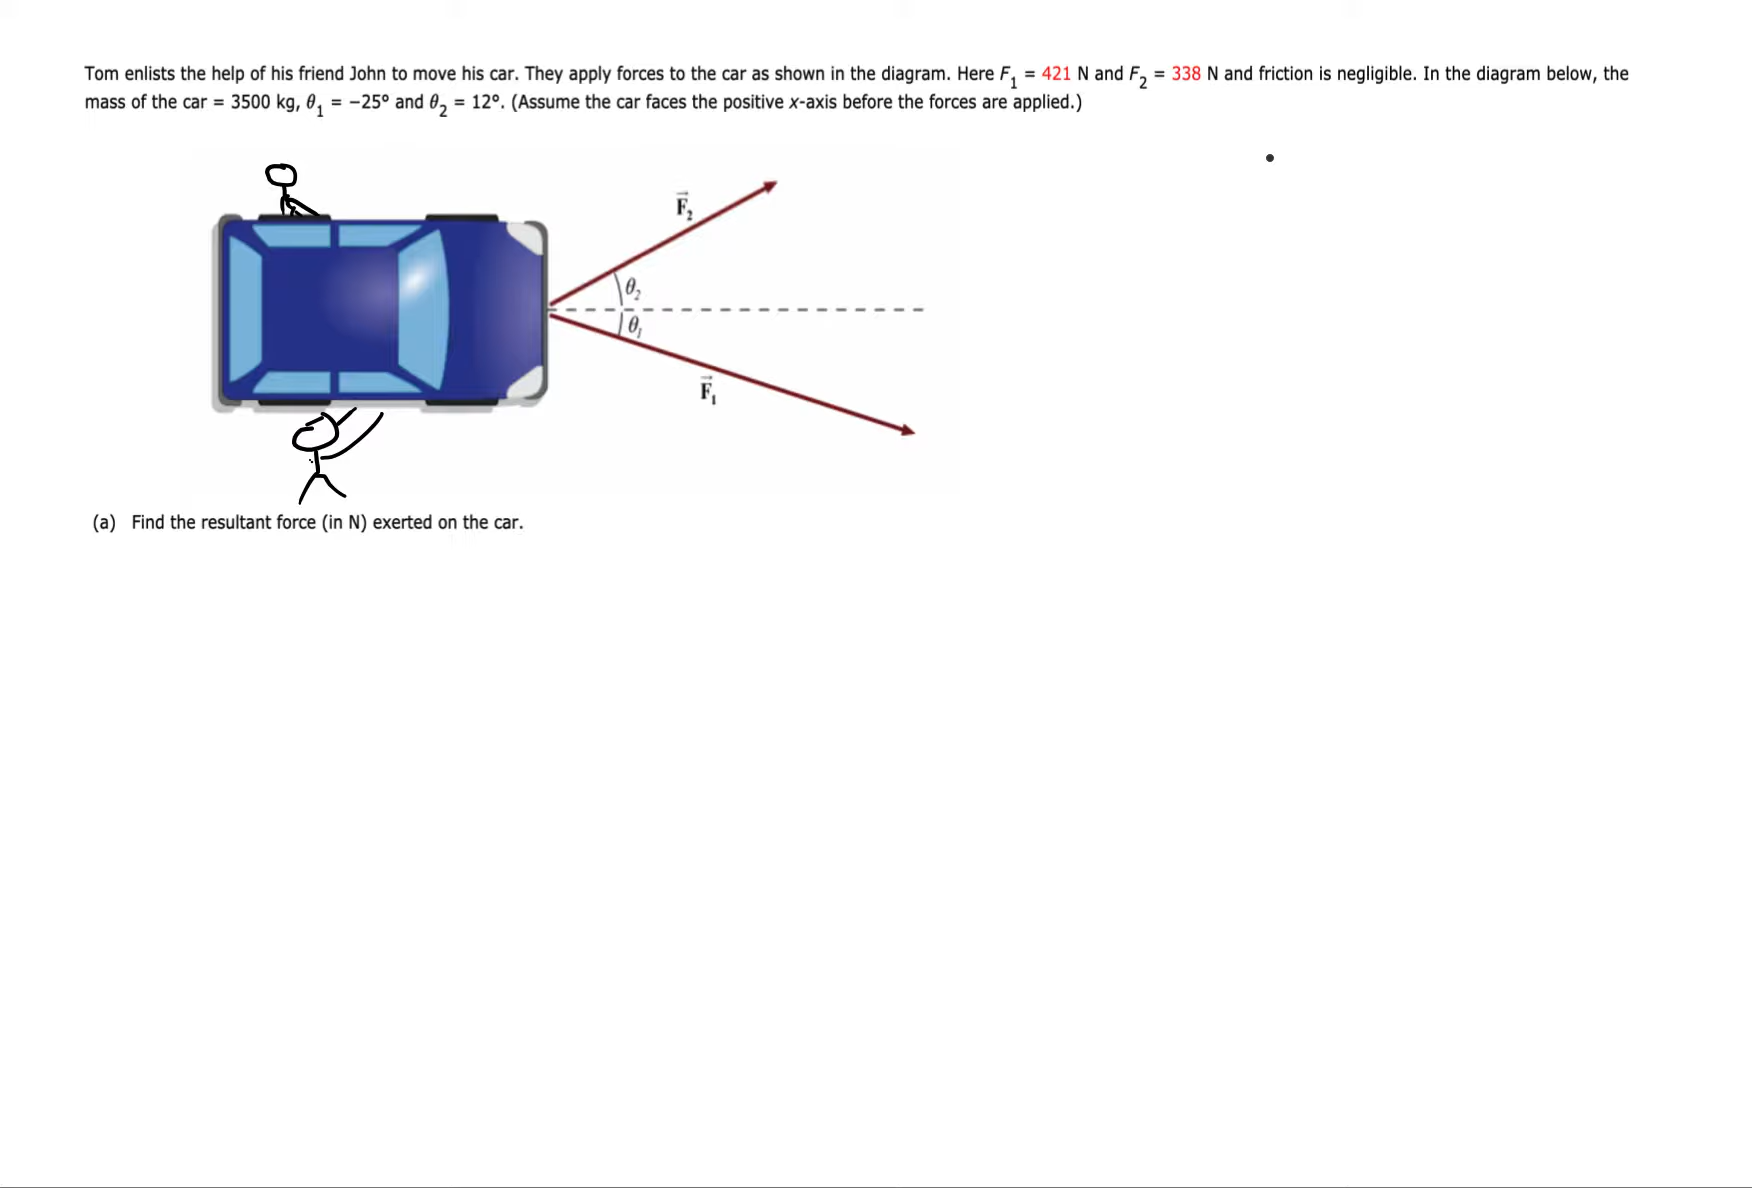 Tom enlists the help of his friend John to move his car. They apply forces to the car as shown in the diagram. Here F₁ = 421 N and F₂ = 338 N and friction is negligible. In the diagram below, the
mass of the car = 3500 kg, θ₁ = −25° and θ₂ = 12°. (Assume the car faces the positive x-axis before the forces are applied.)
F⃗₂
θ₂
θ₁
F⃗₁
(a) Find the resultant force (in N) exerted on the car.